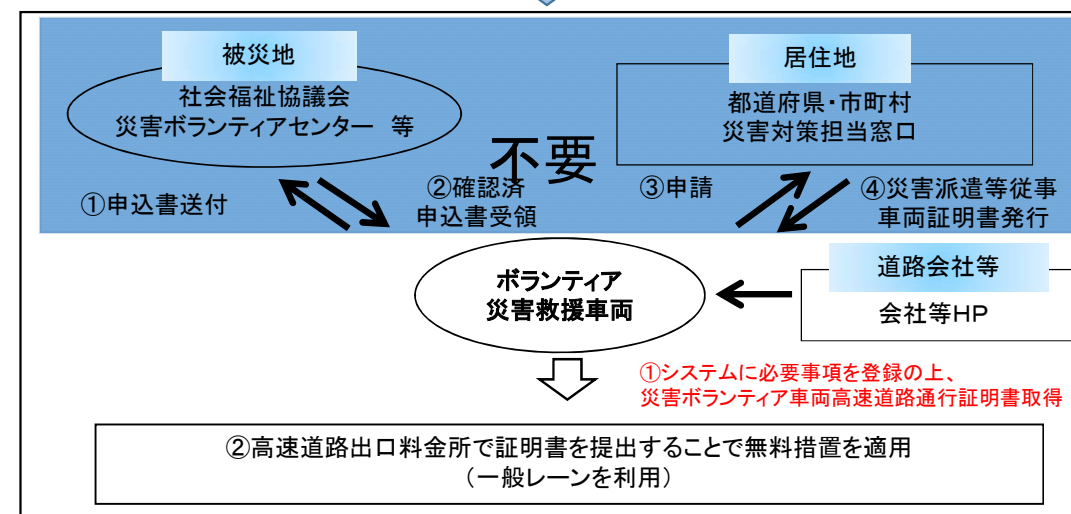 被災地
社会福祉協議会
災害ボランティアセンター 等
居住地
都道府県・市町村
災害対策担当窓口
不要
①申込書送付
②確認済
申込書受領
③申請
④災害派遣等従事
車両証明書発行
ボランティア
災害救援車両
道路会社等
会社等HP
①システムに必要事項を登録の上、
災害ボランティア車両高速道路通行証明書取得
②高速道路出口料金所で証明書を提出することで無料措置を適用
（一般レーンを利用）